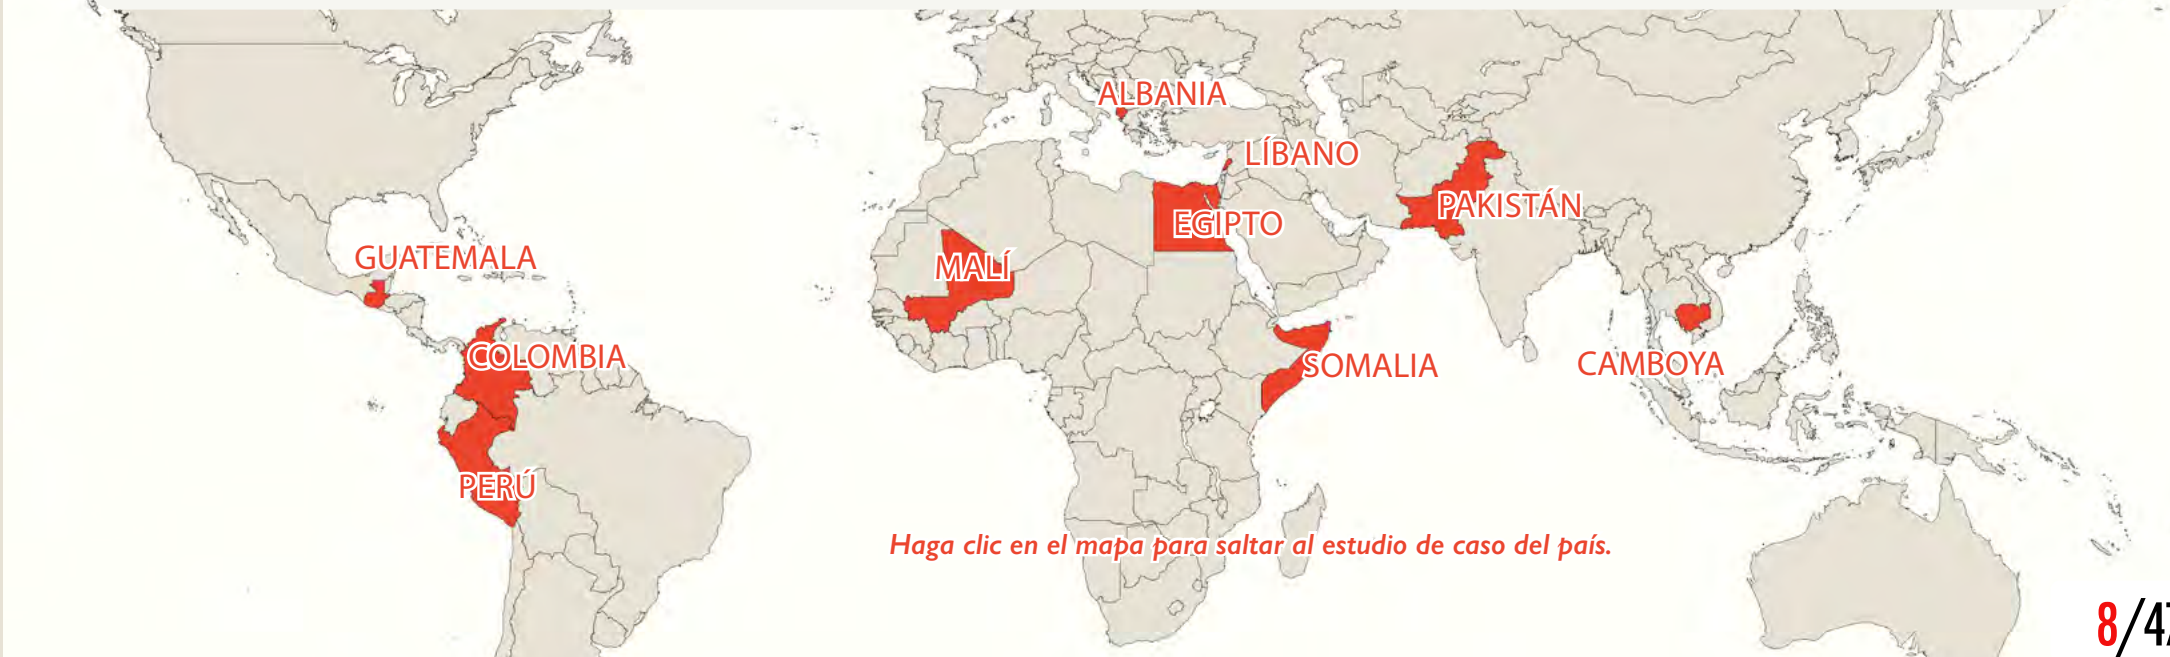 ALBANIA
LÍBANO
PAKISTÁN
EGIPTO
GUATEMALA
MALÍ
COLOMBIA
SOMALIA
CAMBOYA
PERÚ
Haga clic en el mapa para saltar al estudio de caso del país.
8/47